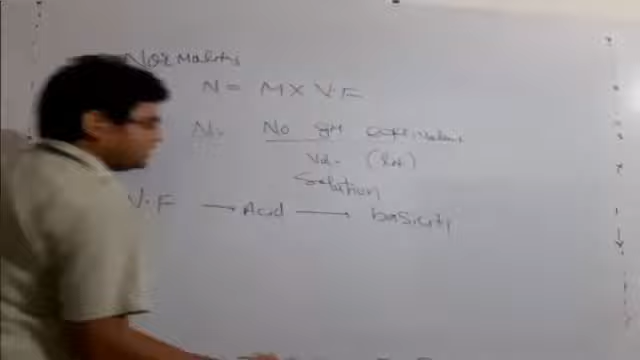 Normality
N = M x V.F
N = No gm equivalent
Vol. (lit)
Solution
V.F → Acid → basicity